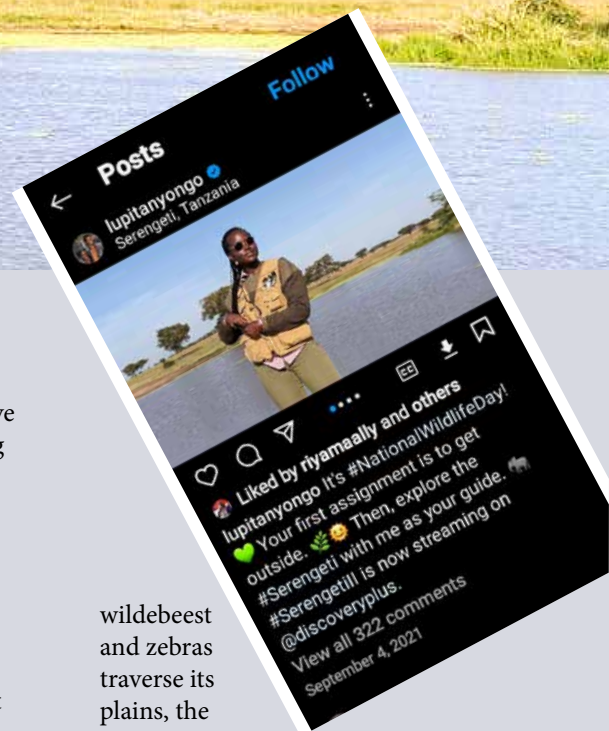 Follow
Posts
lupitanyongo
Serengeti, Tanzania
CC
Liked by riyamaally and others
lupitanyongo It's #NationalWildlifeDay!
💚 Your first assignment is to get
outside. 🌿🌞 Then, explore the
#Serengeti with me as your guide. 🦏
#SerengetiII is now streaming on
@discoveryplus.
View all 322 comments
September 4, 2021
wildebeest
and zebras
traverse its
plains, the